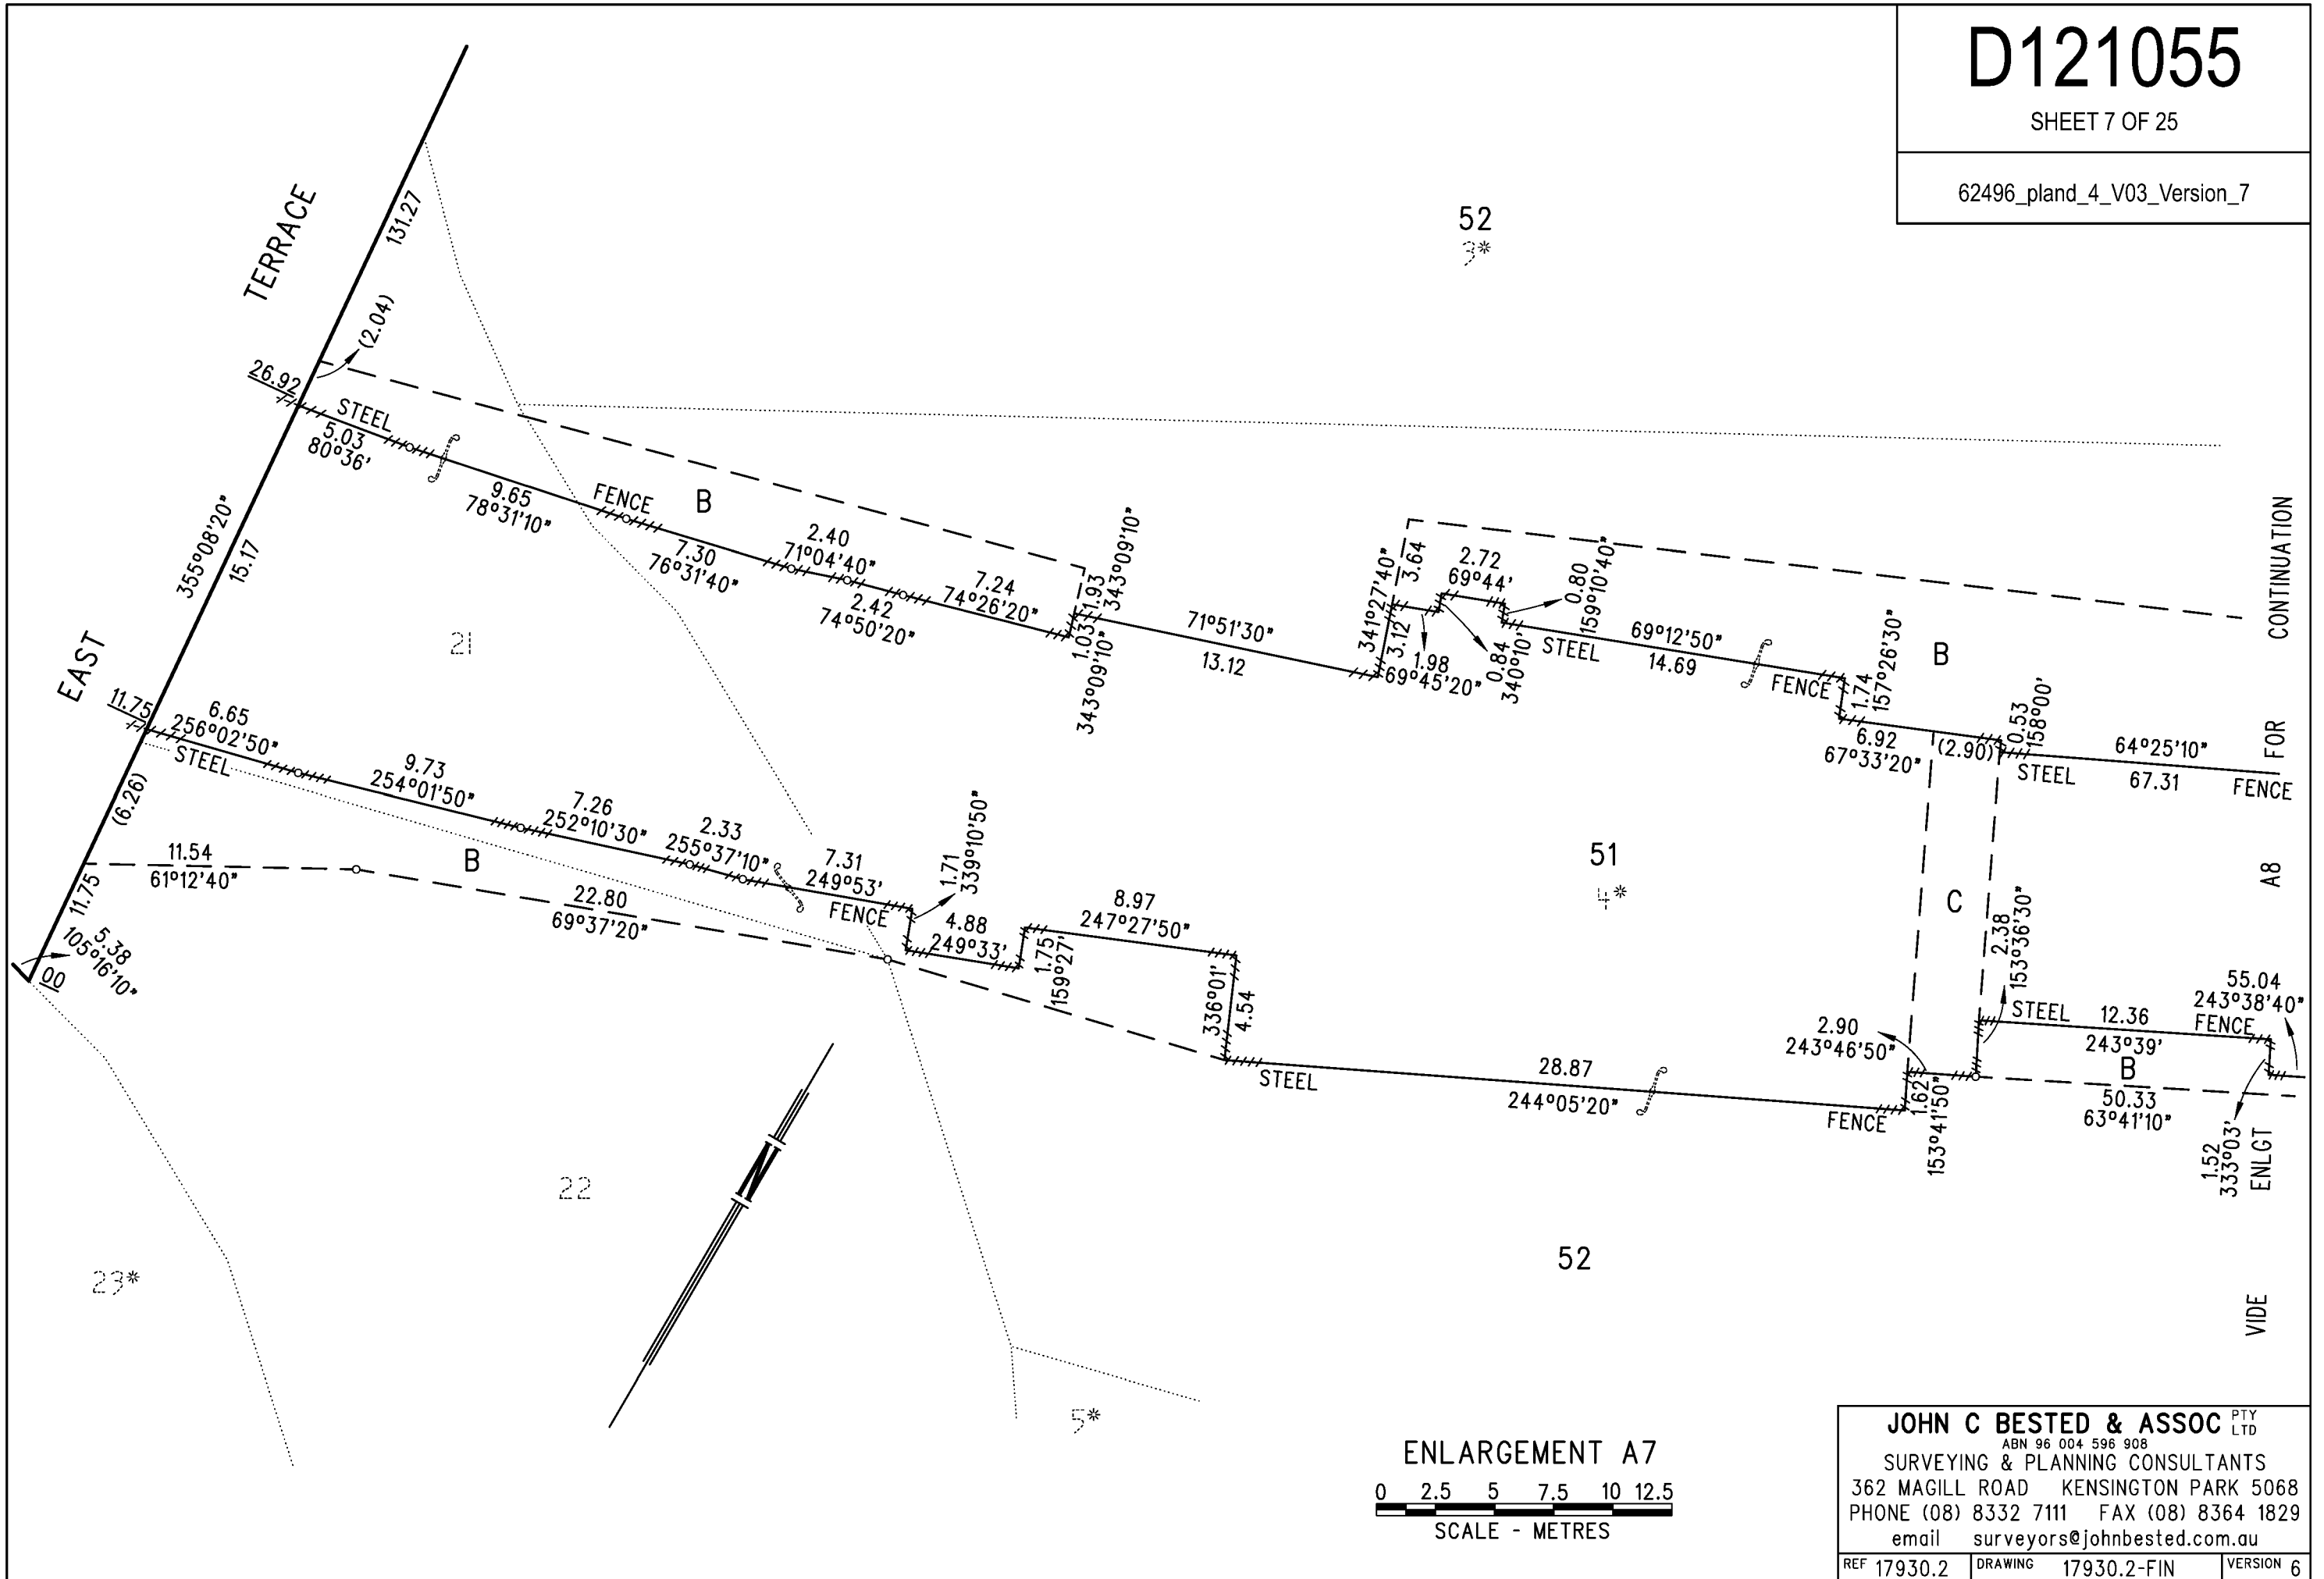 D121055
SHEET 7 OF 25
62496_pland_4_V03_Version_7
52
3*
TERRACE
131.27
(2.04)
26.92
STEEL
5.03
80°36'
9.65
78°31'10"
FENCE
B
7.30
76°31'40"
2.40
71°04'40"
2.42
74°50'20"
7.24
74°26'20"
1.93
343°09'10"
1.03
343°09'10"
71°51'30"
13.12
341°27'40"
3.64
3.12
2.72
69°44'
1.98
69°45'20"
0.84
340°10'
0.80
159°10'40"
STEEL
69°12'50"
14.69
FENCE
1.74
157°26'30"
B
6.92
67°33'20"
(2.90)
0.53
158°00'
STEEL
64°25'10"
67.31
FENCE
CONTINUATION
FOR
A8
ENLGT
VIDE
355°08'20"
15.17
21
EAST
11.75
6.65
256°02'50"
STEEL
9.73
254°01'50"
7.26
252°10'30"
2.33
255°37'10"
7.31
249°53'
FENCE
1.71
339°10'50"
4.88
249°33'
1.75
159°27'
8.97
247°27'50"
336°01'
4.54
(6.26)
11.54
61°12'40"
B
22.80
69°37'20"
11.75
5.38
105°16'10"
00
51
4*
C
2.38
153°36'30"
STEEL
12.36
243°39'
FENCE
55.04
243°38'40"
2.90
243°46'50"
STEEL
28.87
244°05'20"
FENCE
1.62
153°41'50"
B
50.33
63°41'10"
1.52
333°03'
22
23*
N
52
5*
ENLARGEMENT A7
0 2.5 5 7.5 10 12.5
SCALE - METRES
JOHN C BESTED & ASSOC PTY LTD
ABN 96 004 596 908
SURVEYING & PLANNING CONSULTANTS
362 MAGILL ROAD KENSINGTON PARK 5068
PHONE (08) 8332 7111 FAX (08) 8364 1829
email surveyors@johnbested.com.au
REF 17930.2 DRAWING 17930.2-FIN VERSION 6